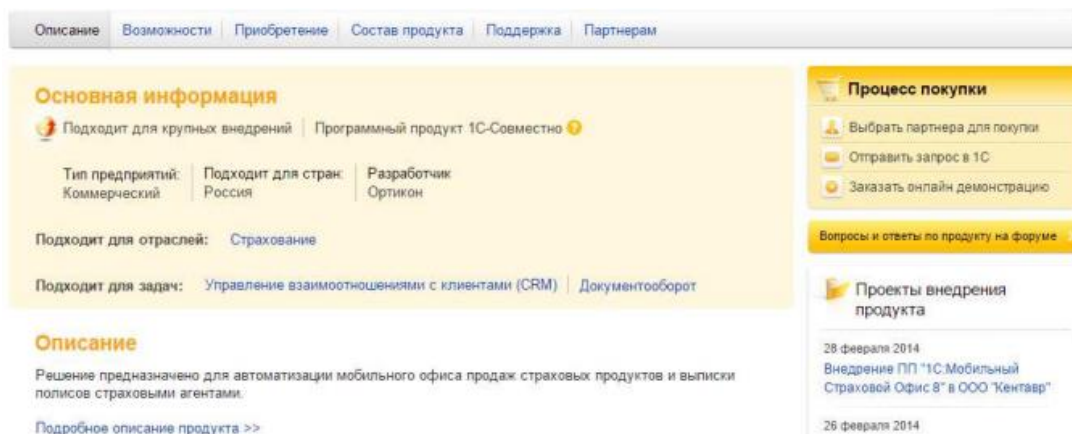 Описание Возможности Приобретение Состав продукта Поддержка Партнерам
Основная информация
Подходит для крупных внедрений Программный продукт 1С-Совместно ?
Тип предприятий: Подходит для стран: Разработчик
Коммерческий Россия Ортикон
Подходит для отраслей: Страхование
Подходит для задач: Управление взаимоотношениями с клиентами (CRM) Документооборот
Описание
Решение предназначено для автоматизации мобильного офиса продаж страховых продуктов и выписки
полисов страховыми агентами.
Подробное описание продукта >>
Процесс покупки
Выбрать партнера для покупки
Отправить запрос в 1С
Заказать онлайн демонстрацию
Вопросы и ответы по продукту на форуме
Проекты внедрения
продукта
28 февраля 2014
Внедрение ПП "1С:Мобильный
Страховой Офис 8" в ООО "Кентавр"
26 февраля 2014